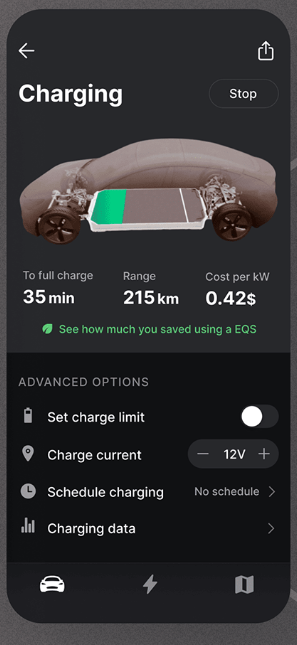 Charging
Stop
To full charge
Range
Cost per kW
35 min
215 km
0.42$
See how much you saved using a EQS
ADVANCED OPTIONS
Set charge limit
Charge current
12V
Schedule charging
No schedule
Charging data